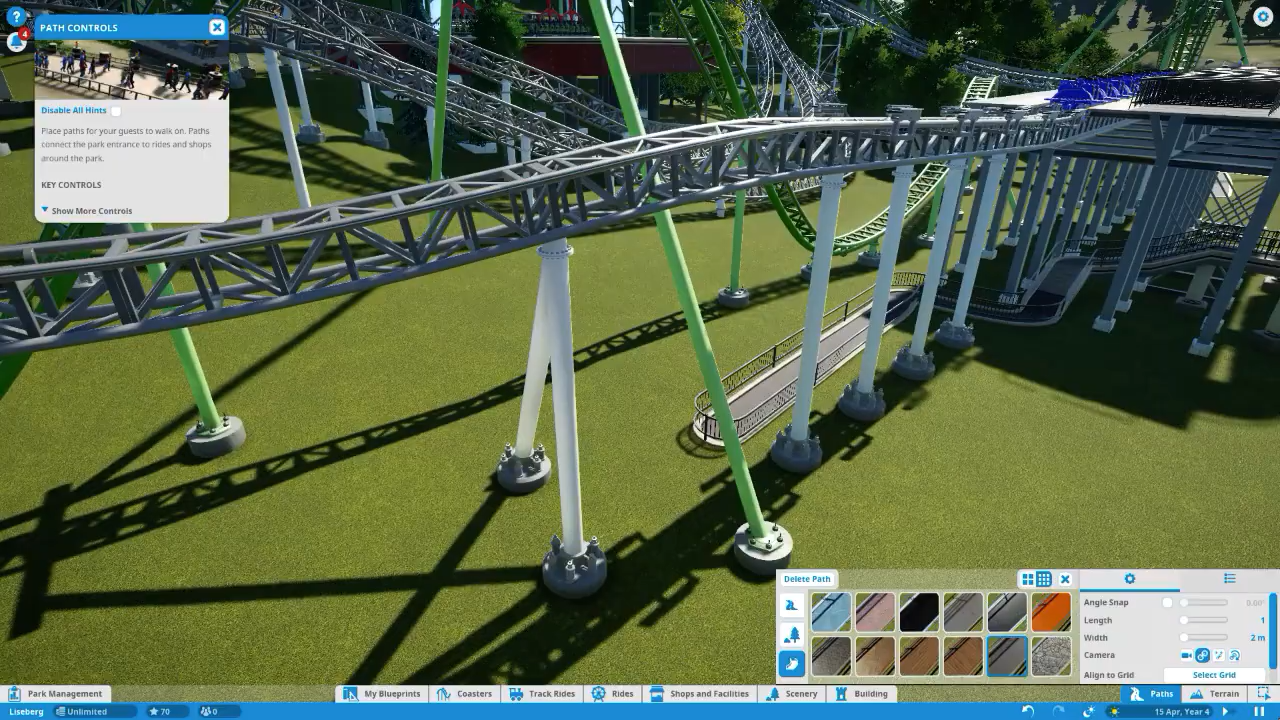 ?
4
PATH CONTROLS
Disable All Hints
Place paths for your guests to walk on. Paths
connect the park entrance to rides and shops
around the park.
KEY CONTROLS
Show More Controls
Delete Path
Angle Snap 0.00°
Length 1
Width 2 m
Camera
Align to Grid Select Grid
Park Management My Blueprints Coasters Track Rides Rides Shops and Facilities Scenery Building Paths Terrain
Liseberg Unlimited 70 0 15 Apr, Year 4